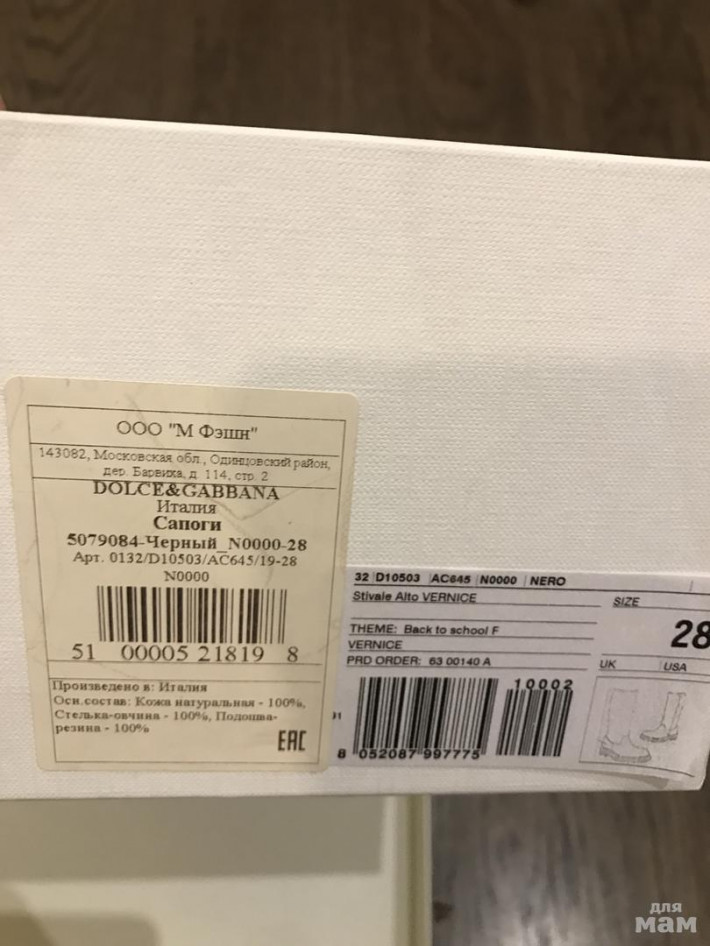 ООО "М Фэшн"
143082, Московская обл., Одинцовский район,
дер. Барвиха, д. 114, стр. 2
DOLCE&GABBANA
Италия
Сапоги
5079084-Черный_N0000-28
Арт. 0132/D10503/AC645/19-28
N0000
51 00005 21819 8
Произведено в: Италия
Осн.состав: Кожа натуральная - 100%,
Стелька-овчина - 100%, Подошва-
резина - 100%
EAC
32 D10503 AC645 N0000 NERO
Stivale Alto VERNICE
SIZE
28
THEME: Back to school F
VERNICE
PRD ORDER: 63 00140 A
UK USA
10002
91
8 052087 997775
для
мам